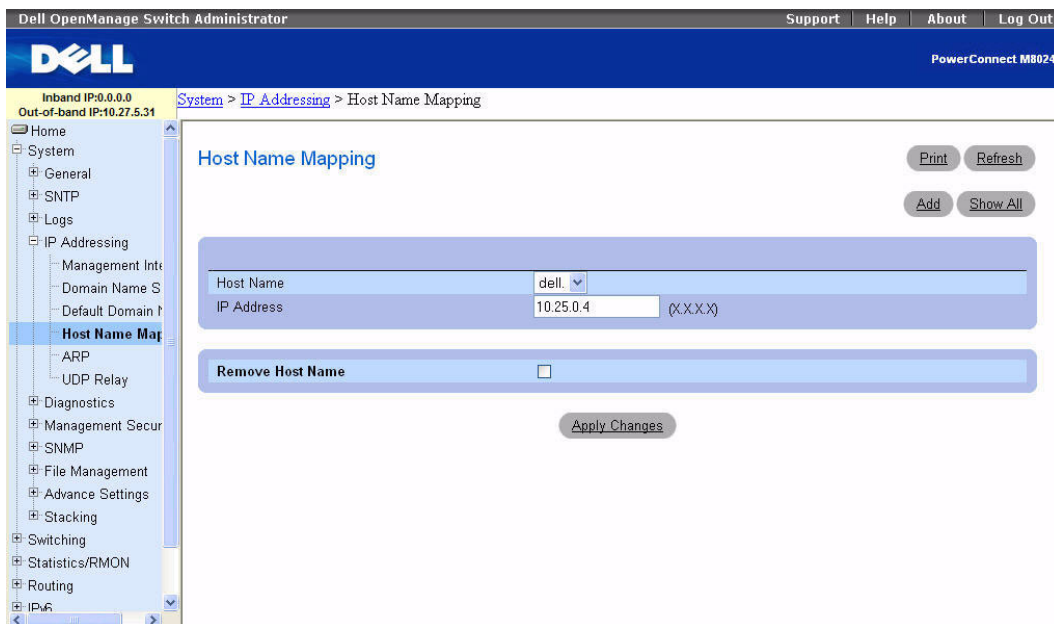 Dell OpenManage Switch Administrator
Support
Help
About
Log Out
DELL
PowerConnect M8024
Inband IP:0.0.0.0
Out-of-band IP:10.27.5.31
System > IP Addressing > Host Name Mapping
Home
System
General
SNTP
Logs
IP Addressing
Management Inte
Domain Name S
Default Domain N
Host Name Map
ARP
UDP Relay
Diagnostics
Management Secur
SNMP
File Management
Advance Settings
Stacking
Switching
Statistics/RMON
Routing
IPv6
Host Name Mapping
Print
Refresh
Add
Show All
Host Name
dell.
IP Address
10.25.0.4
(X.X.X.X)
Remove Host Name
Apply Changes